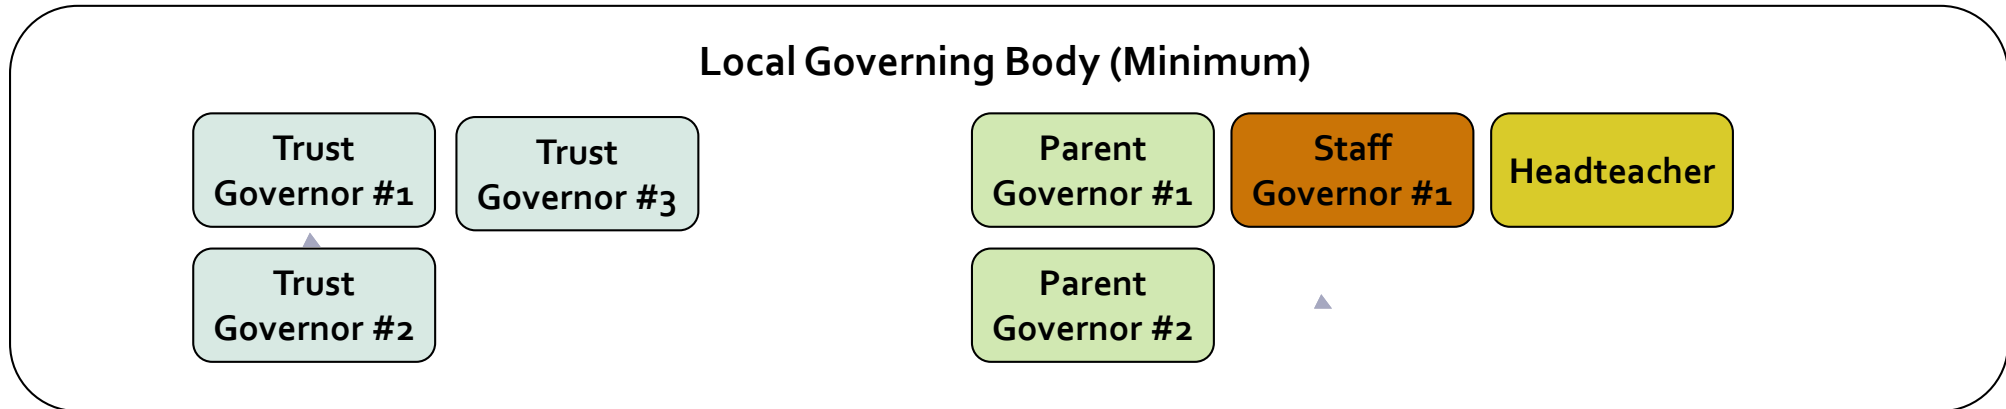 Local Governing Body (Minimum)
Trust
Governor #1
Trust
Governor #3
Parent
Governor #1
Staff
Governor #1
Headteacher
Trust
Governor #2
Parent
Governor #2